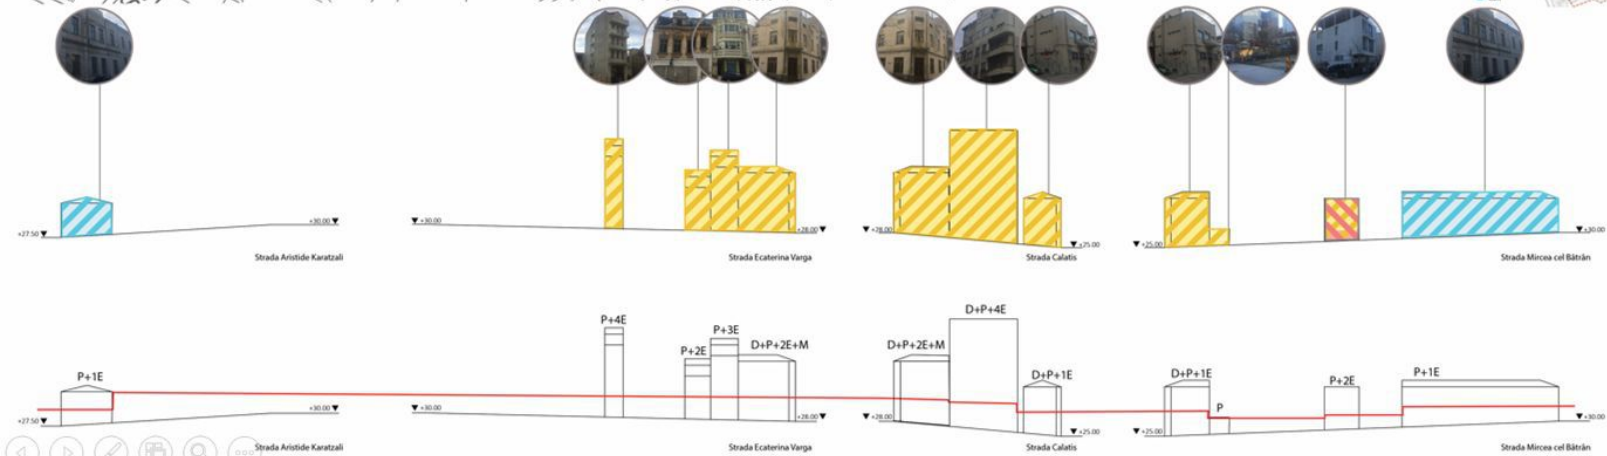 +27.50
+30.00
Strada Aristide Karatzali
+30.00
+28.00
Strada Ecaterina Varga
+28.00
+25.00
Strada Calatis
+25.00
+30.00
Strada Mircea cel Bătrân
P+1E
+27.50
+30.00
Strada Aristide Karatzali
P+4E
P+2E
P+3E
D+P+2E+M
+30.00
+28.00
Strada Ecaterina Varga
D+P+2E+M
D+P+4E
D+P+1E
+28.00
+25.00
Strada Calatis
D+P+1E
P
P+2E
P+1E
+25.00
+30.00
Strada Mircea cel Bătrân